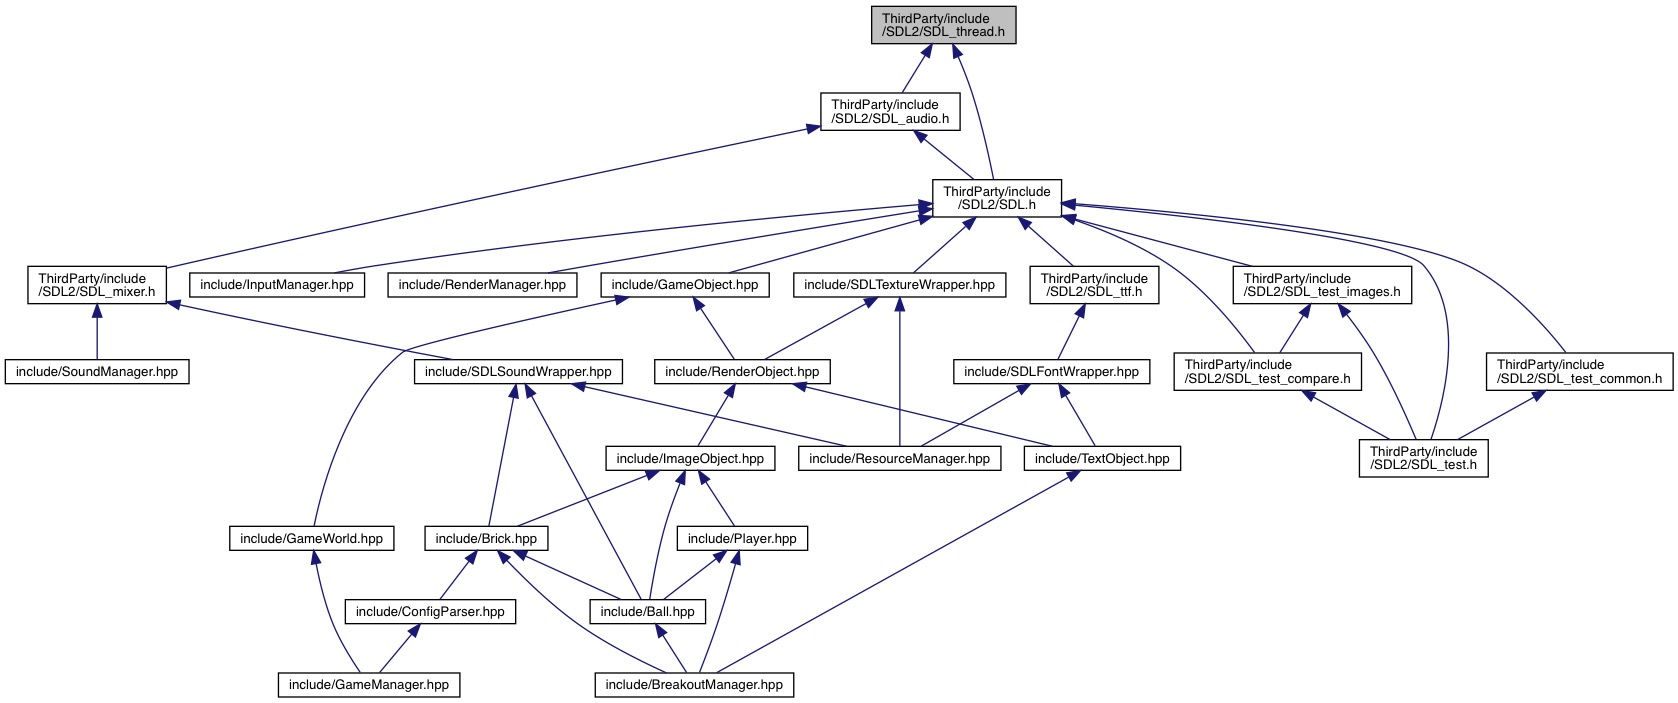 ThirdParty/include
/SDL2/SDL_thread.h
ThirdParty/include
/SDL2/SDL_audio.h
ThirdParty/include
/SDL2/SDL.h
ThirdParty/include
/SDL2/SDL_mixer.h
include/InputManager.hpp
include/RenderManager.hpp
include/GameObject.hpp
include/SDLTextureWrapper.hpp
ThirdParty/include
/SDL2/SDL_ttf.h
ThirdParty/include
/SDL2/SDL_test_images.h
include/SoundManager.hpp
include/SDLSoundWrapper.hpp
include/RenderObject.hpp
include/SDLFontWrapper.hpp
ThirdParty/include
/SDL2/SDL_test_compare.h
ThirdParty/include
/SDL2/SDL_test_common.h
include/ImageObject.hpp
include/ResourceManager.hpp
include/TextObject.hpp
ThirdParty/include
/SDL2/SDL_test.h
include/GameWorld.hpp
include/Brick.hpp
include/Player.hpp
include/ConfigParser.hpp
include/Ball.hpp
include/GameManager.hpp
include/BreakoutManager.hpp